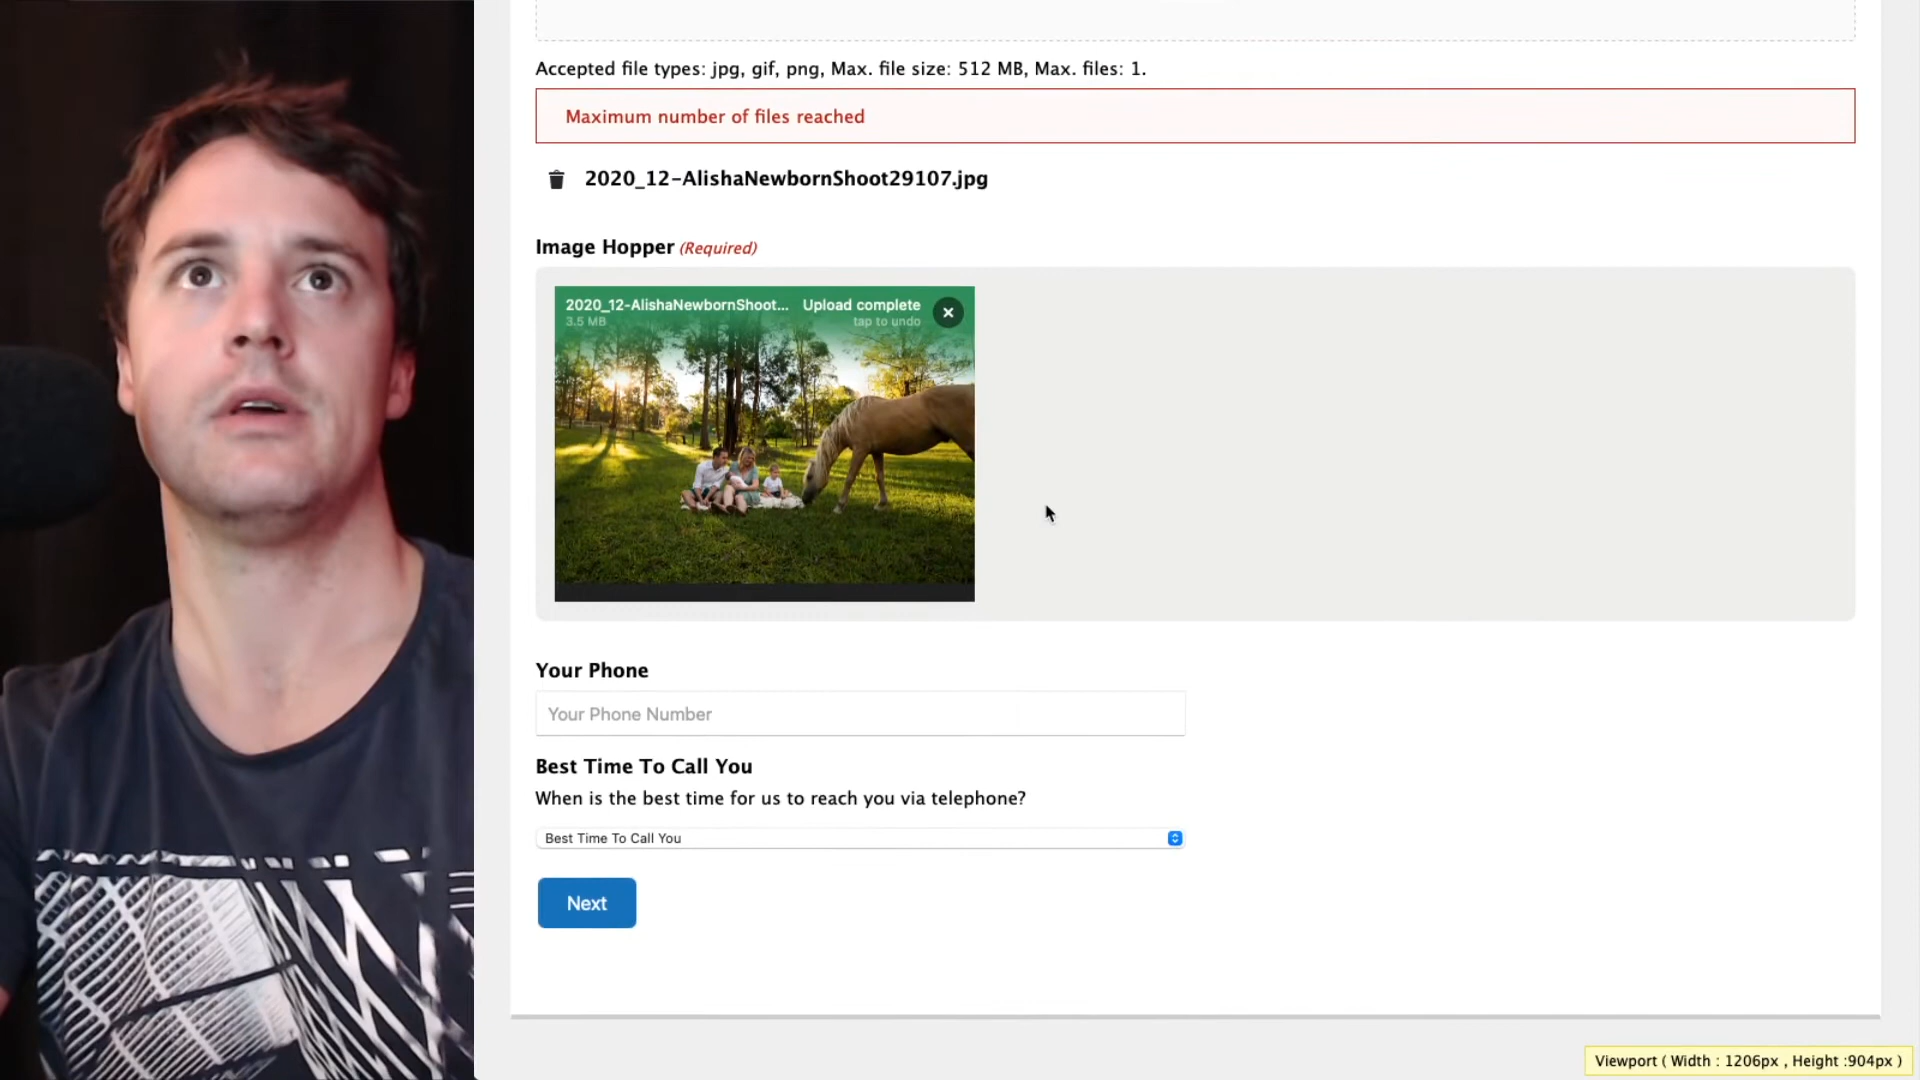 Accepted file types: jpg, gif, png, Max. file size: 512 MB, Max. files: 1.
Maximum number of files reached
2020_12-AlishaNewbornShoot29107.jpg
Image Hopper (Required)
2020_12-AlishaNewbornShoot... Upload complete
3.5 MB tap to undo
Your Phone
Your Phone Number
Best Time To Call You
When is the best time for us to reach you via telephone?
Best Time To Call You
Next
Viewport ( Width : 1206px , Height :904px )